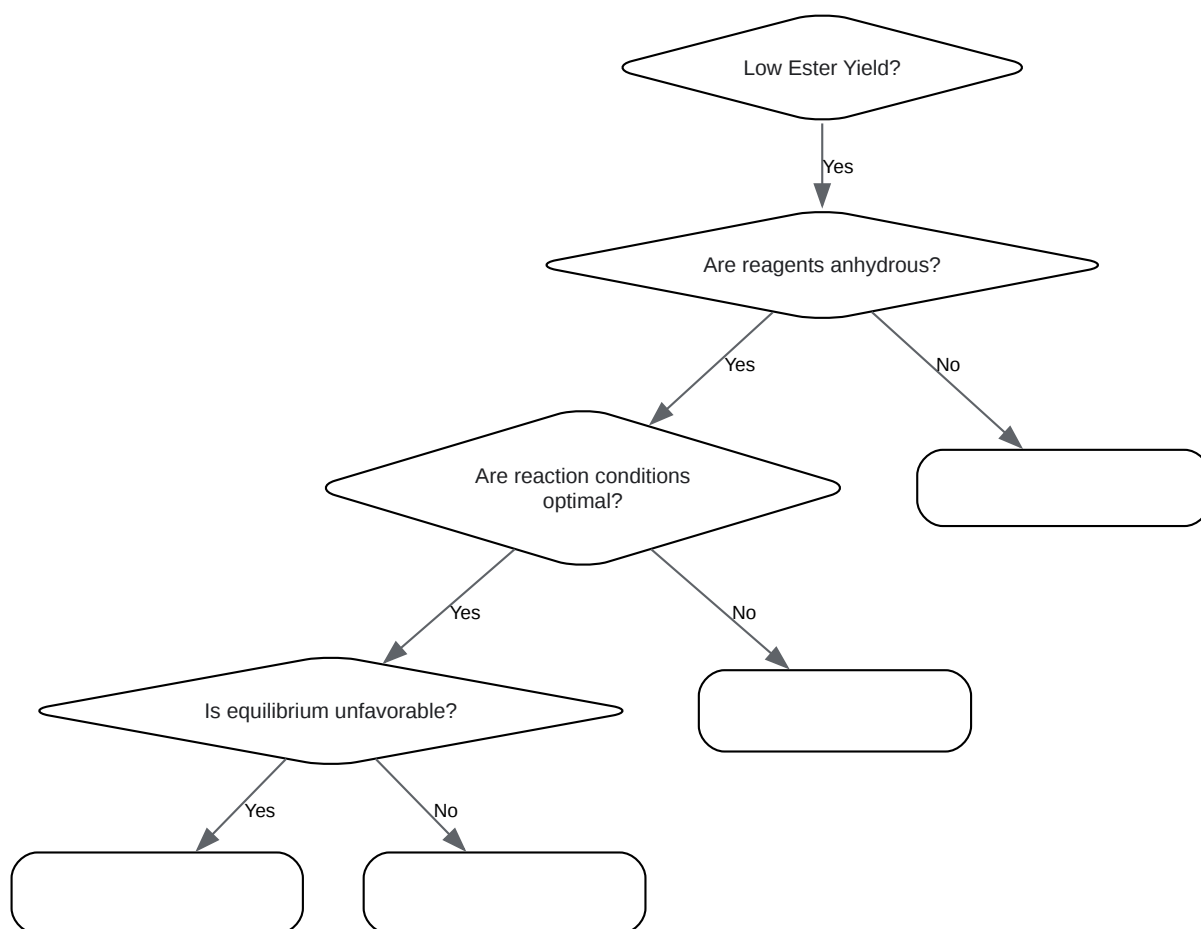 Low Ester Yield?
Yes
Are reagents anhydrous?
Yes
No
Are reaction conditions
optimal?
Yes
No
Is equilibrium unfavorable?
Yes
No